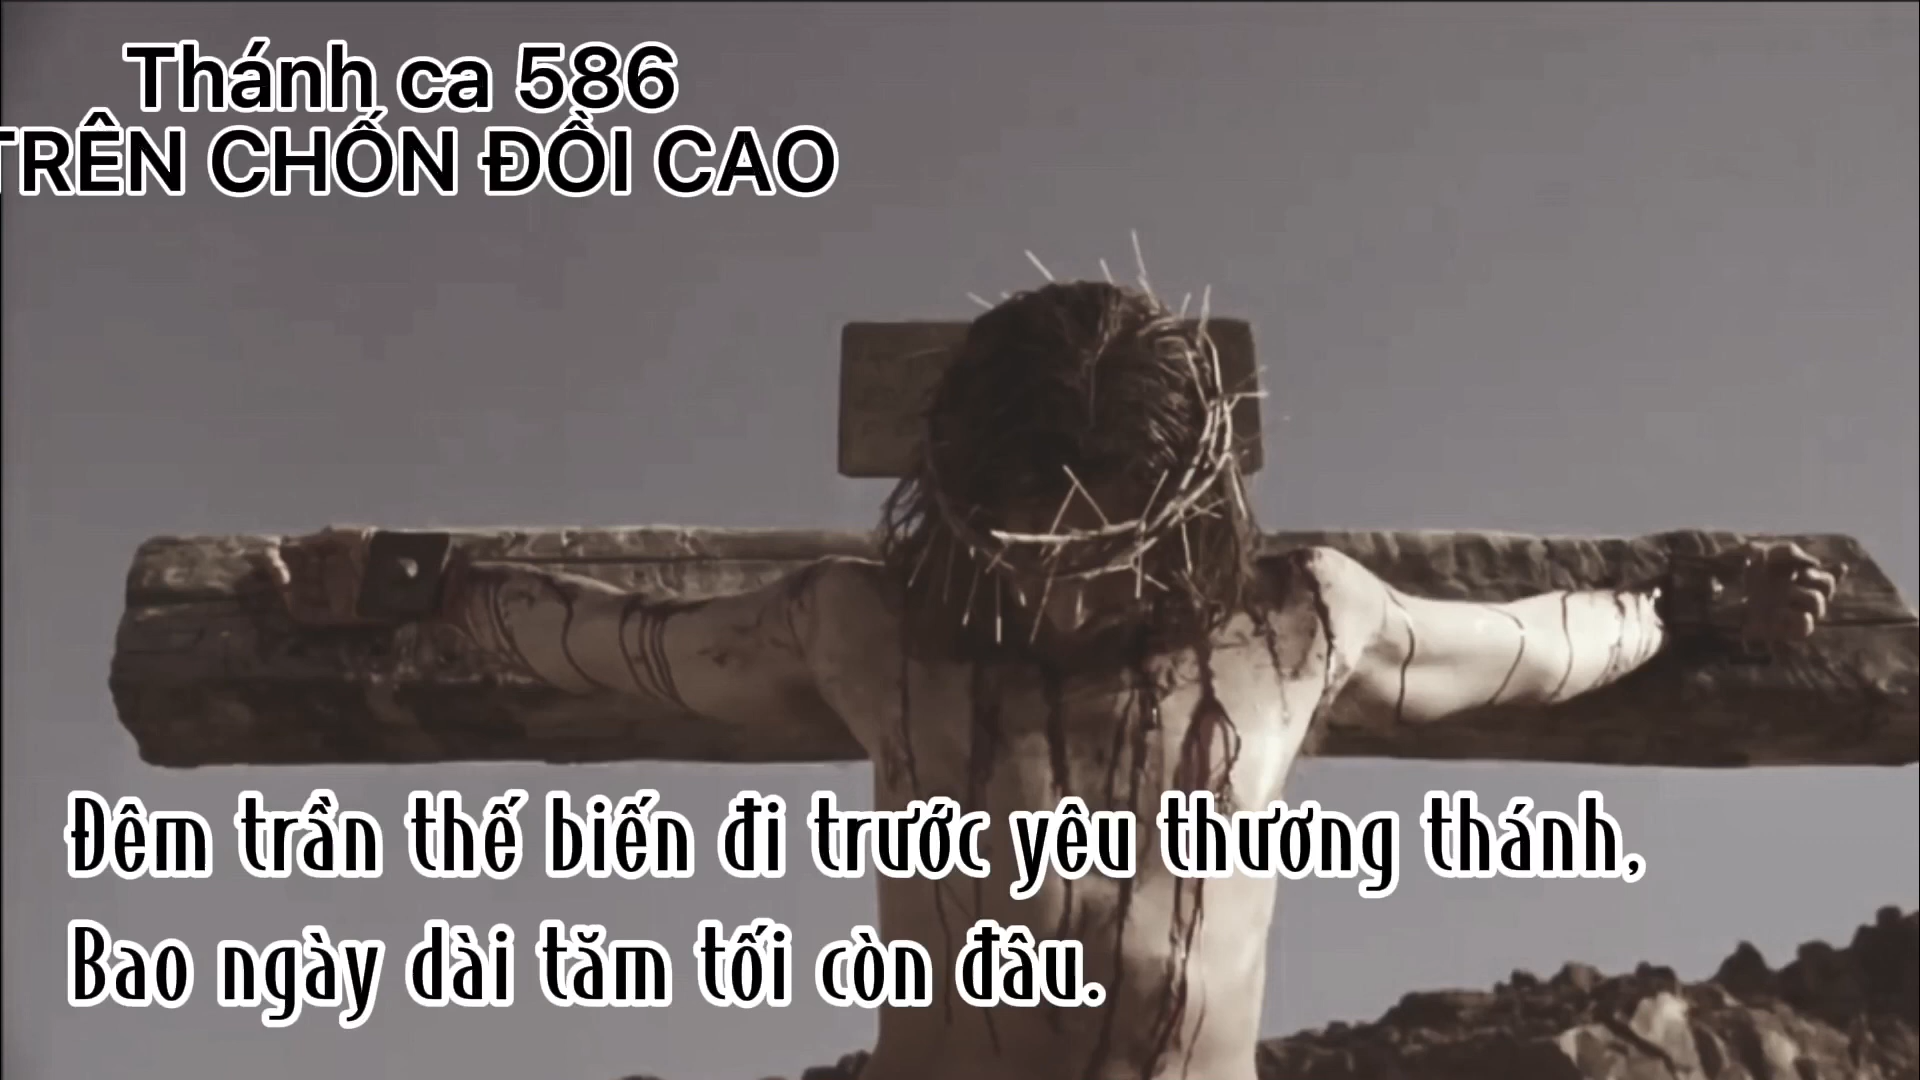 Thánh ca 586
TRÊN CHỐN ĐỒI CAO
Đêm trần thế biến đi trước yêu thương thánh,
Bao ngày dài tăm tối còn đâu.